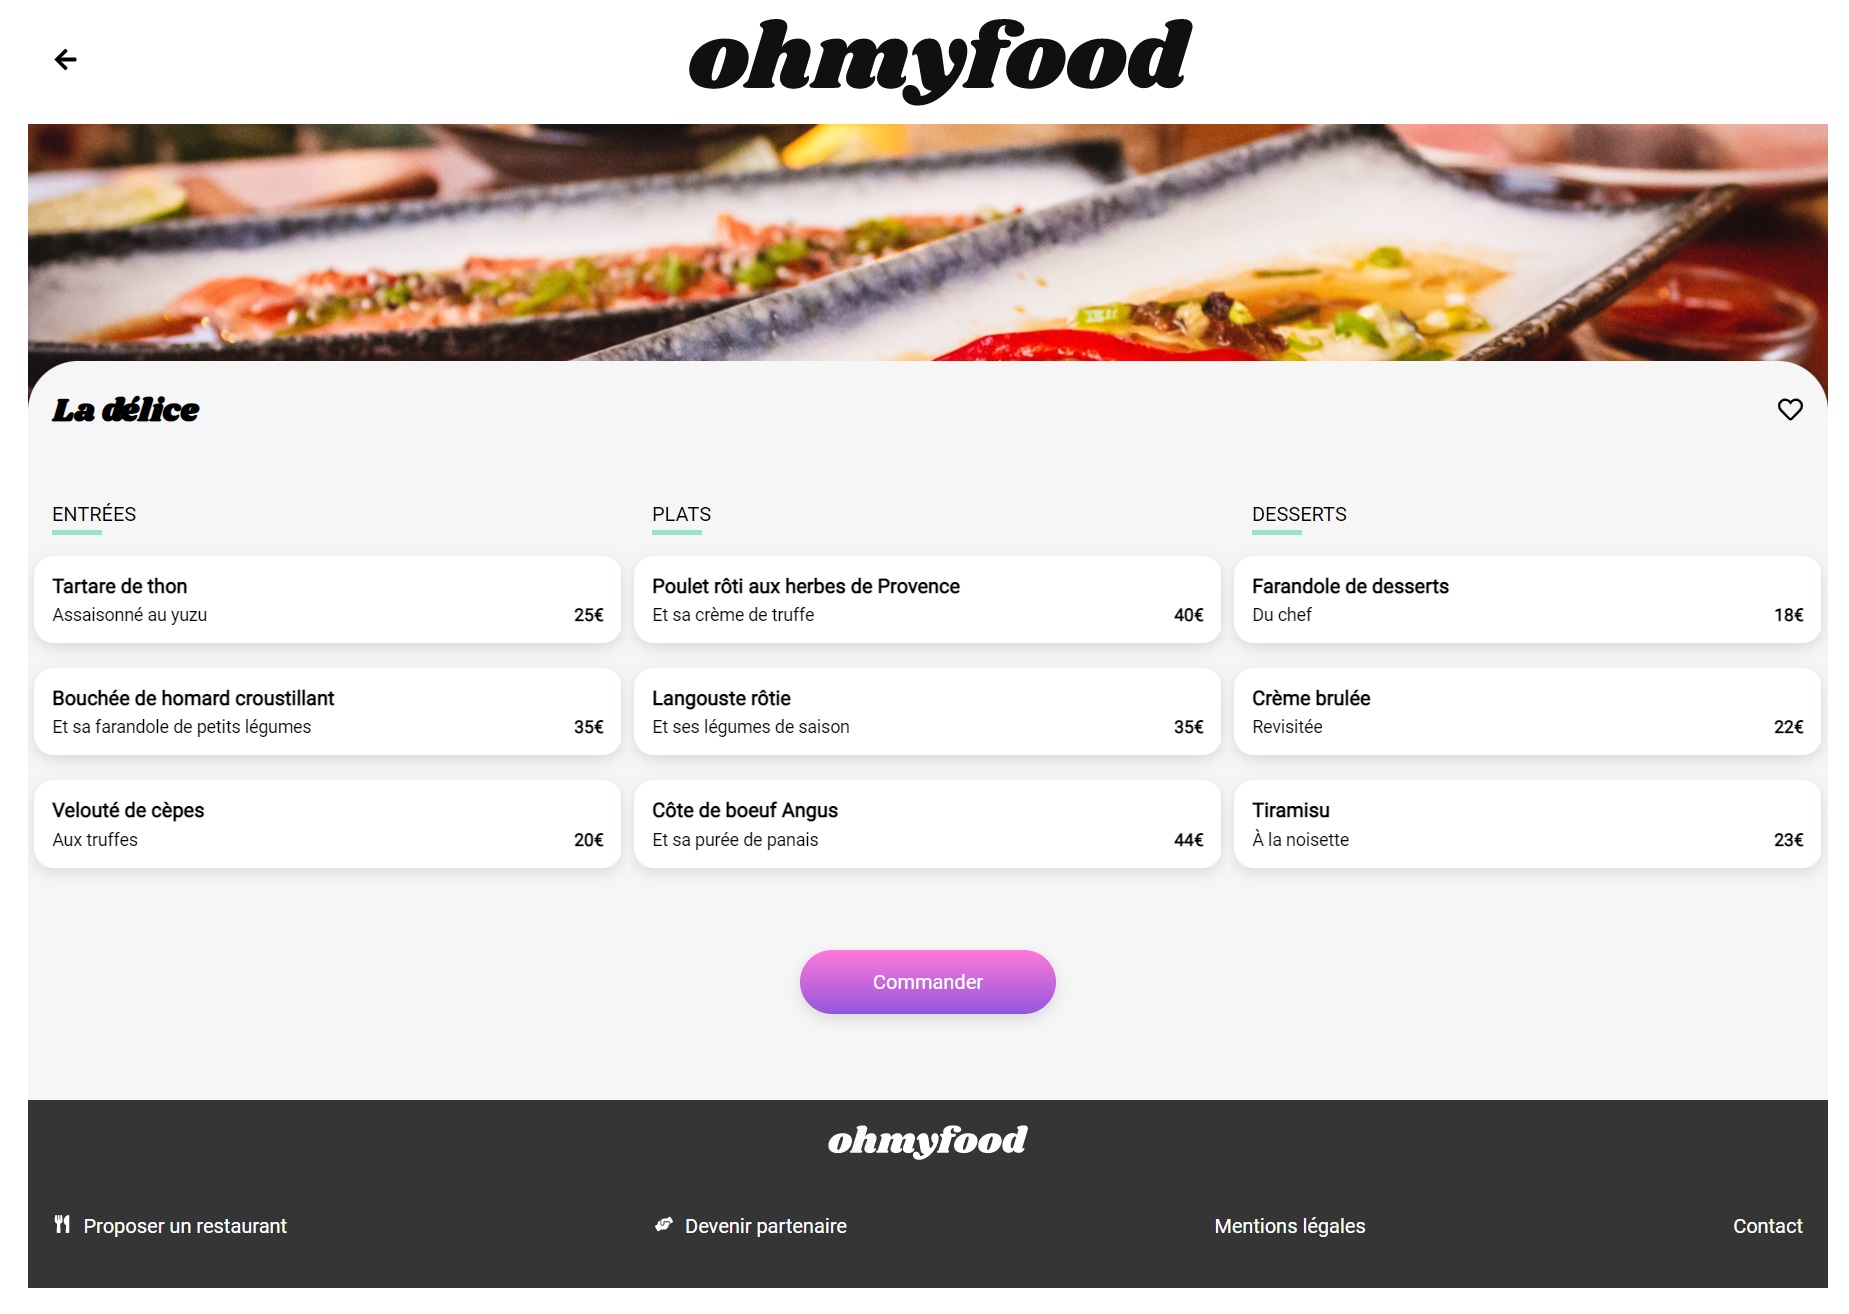 ohmyfood
La délice
ENTRÉES
Tartare de thon
Assaisonné au yuzu
25€
Bouchée de homard croustillant
Et sa farandole de petits légumes
35€
Velouté de cèpes
Aux truffes
20€
PLATS
Poulet rôti aux herbes de Provence
Et sa crème de truffe
40€
Langouste rôtie
Et ses légumes de saison
35€
Côte de boeuf Angus
Et sa purée de panais
44€
DESSERTS
Farandole de desserts
Du chef
18€
Crème brulée
Revisitée
22€
Tiramisu
À la noisette
23€
Commander
ohmyfood
Proposer un restaurant
Devenir partenaire
Mentions légales
Contact